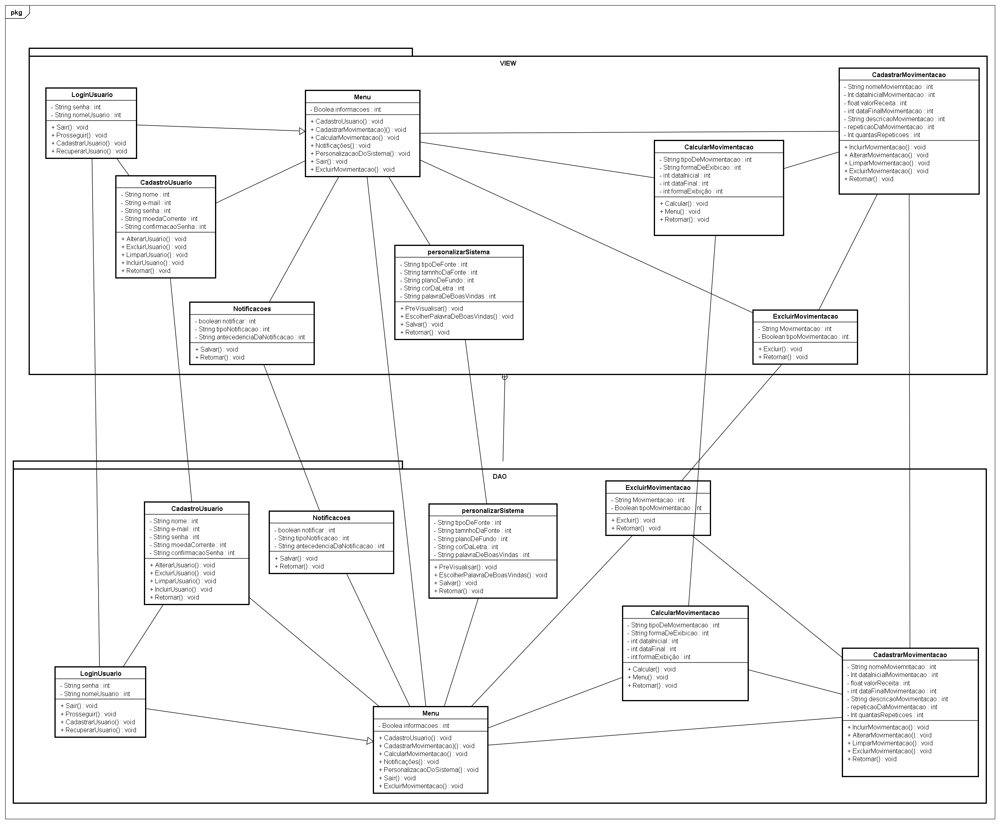 pkg
VIEW
LoginUsuario
- String senha : int
- String nomeUsuario : int
+ Sair() : void
+ Prosseguir() : void
+ CadastrarUsuario() : void
+ RecuperarUsuario() : void
Menu
- Boolea informacoes : int
+ CadastroUsuario() : void
+ CadastrarMovimentacao)() : void
+ CalcularMovimentacao() : void
+ Notificações() : void
+ PersonalizacaoDoSistema() : void
+ Sair() : void
+ ExcluirMovimentacao() : void
CadastrarMovimentacao
- String nomeMoviemntacao : int
- Int dataInicialMovimentacao : int
- float valorReceita : int
- int dataFinalMovimentacao : int
- String descricaoMovimentacao : int
- repeticaoDaMovimentacao : int
- Int quantasRepeticoes : int
+ IncluirMovimentacao() : void
+ AlterarMovimentacao() : void
+ LimparMovimentacao() : void
+ ExcluirMovimentacao() : void
+ Retornar() : void
CalcularMovimentacao
- String tipoDeMovimentacao : int
- String formaDeExibicao : int
- int dataInicial : int
- int dataFinal : int
- int formaExibição : int
+ Calcular() : void
+ Menu() : void
+ Retornar() : void
CadastroUsuario
- String nome : int
- String e-mail : int
- String senha : int
- String moedaCorrente : int
- String confirmacaoSenha : int
+ AlterarUsuario() : void
+ ExcluirUsuario() : void
+ LimparUsuario() : void
+ IncluirUsuario() : void
+ Retornar() : void
personalizarSistema
- String tipoDeFonte : int
- String tamnhoDaFonte : int
- String planoDeFundo : int
- String corDaLetra : int
- String palavraDeBoasVindas : int
+ PreVisualisar() : void
+ EscolherPalavraDeBoasVindas() : void
+ Salvar() : void
+ Retornar() : void
Notificacoes
- boolean notificar : int
- String tipoNotificacao : int
- String antecedenciaDaNotificacao : int
+ Salvar() : void
+ Retornar() : void
ExcluirMovimentacao
- String Movimentacao : int
- Boolean tipoMovimentacao : int
+ Excluir() : void
+ Retornar() : void
DAO
ExcluirMovimentacao
- String Movimentacao : int
- Boolean tipoMovimentacao : int
+ Excluir() : void
+ Retornar() : void
CadastroUsuario
- String nome : int
- String e-mail : int
- String senha : int
- String moedaCorrente : int
- String confirmacaoSenha : int
+ AlterarUsuario() : void
+ ExcluirUsuario() : void
+ LimparUsuario() : void
+ IncluirUsuario() : void
+ Retornar() : void
Notificacoes
- boolean notificar : int
- String tipoNotificacao : int
- String antecedenciaDaNotificacao : int
+ Salvar() : void
+ Retornar() : void
personalizarSistema
- String tipoDeFonte : int
- String tamnhoDaFonte : int
- String planoDeFundo : int
- String corDaLetra : int
- String palavraDeBoasVindas : int
+ PreVisualisar() : void
+ EscolherPalavraDeBoasVindas() : void
+ Salvar() : void
+ Retornar() : void
CalcularMovimentacao
- String tipoDeMovimentacao : int
- String formaDeExibicao : int
- int dataInicial : int
- int dataFinal : int
- int formaExibição : int
+ Calcular() : void
+ Menu() : void
+ Retornar() : void
CadastrarMovimentacao
- String nomeMoviemntacao : int
- Int dataInicialMovimentacao : int
- float valorReceita : int
- int dataFinalMovimentacao : int
- String descricaoMovimentacao : int
- repeticaoDaMovimentacao : int
- Int quantasRepeticoes : int
+ IncluirMovimentacao() : void
+ AlterarMovimentacao() : void
+ LimparMovimentacao() : void
+ ExcluirMovimentacao() : void
+ Retornar() : void
LoginUsuario
- String senha : int
- String nomeUsuario : int
+ Sair() : void
+ Prosseguir() : void
+ CadastrarUsuario() : void
+ RecuperarUsuario() : void
Menu
- Boolea informacoes : int
+ CadastroUsuario() : void
+ CadastrarMovimentacao)() : void
+ CalcularMovimentacao() : void
+ Notificações() : void
+ PersonalizacaoDoSistema() : void
+ Sair() : void
+ ExcluirMovimentacao() : void